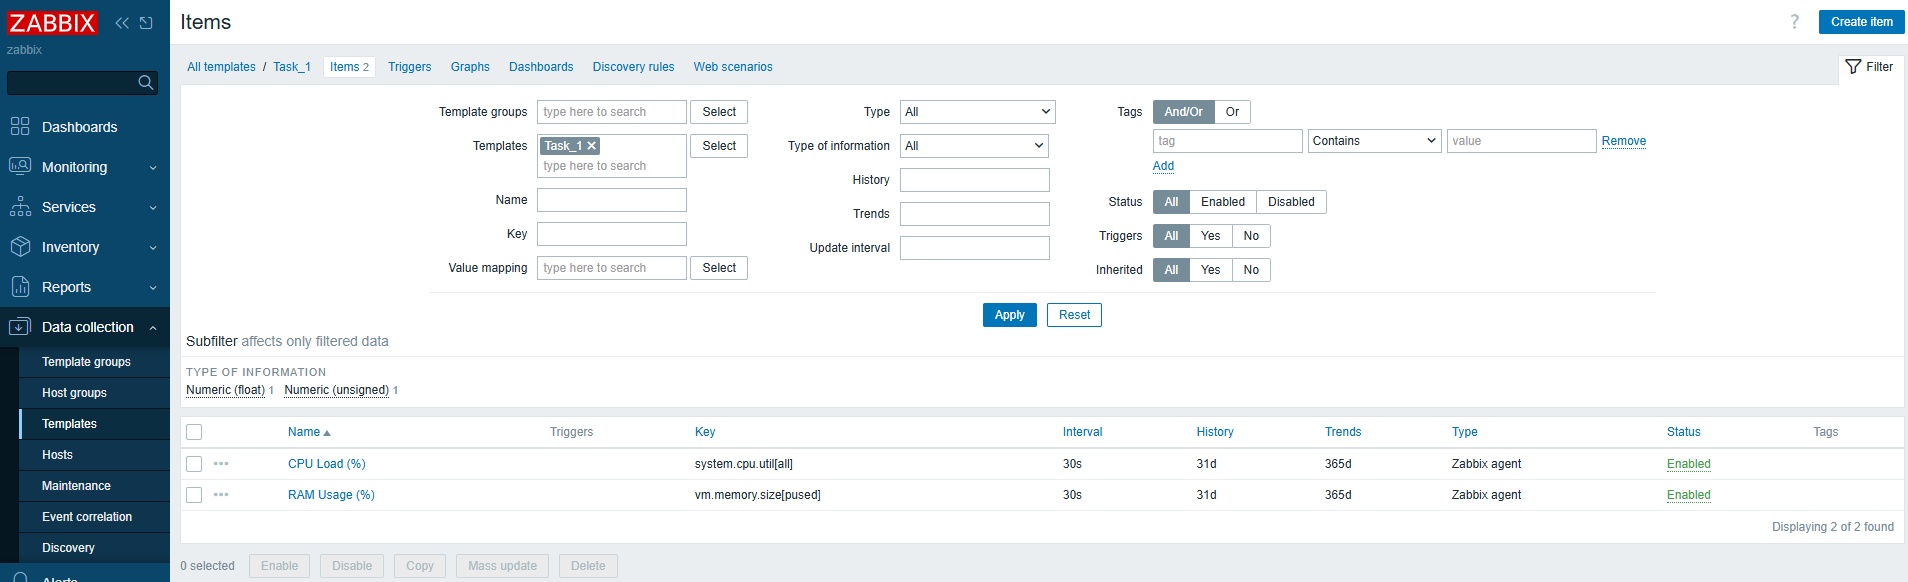 ZABBIX
zabbix
Dashboards
Monitoring
Services
Inventory
Reports
Data collection
Template groups
Host groups
Templates
Hosts
Maintenance
Event correlation
Discovery
Alerts
Items
? Create item
All templates / Task_1 Items 2 Triggers Graphs Dashboards Discovery rules Web scenarios
Filter
Template groups type here to search Select
Templates Task_1 Select
type here to search
Name
Key
Value mapping type here to search Select
Type All
Type of information All
History
Trends
Update interval
Tags And/Or Or
tag Contains value Remove
Add
Status All Enabled Disabled
Triggers All Yes No
Inherited All Yes No
Apply Reset
Subfilter affects only filtered data
TYPE OF INFORMATION
Numeric (float) 1 Numeric (unsigned) 1
Name Triggers Key Interval History Trends Type Status Tags
CPU Load (%) system.cpu.util[all] 30s 31d 365d Zabbix agent Enabled
RAM Usage (%) vm.memory.size[pused] 30s 31d 365d Zabbix agent Enabled
Displaying 2 of 2 found
0 selected Enable Disable Copy Mass update Delete